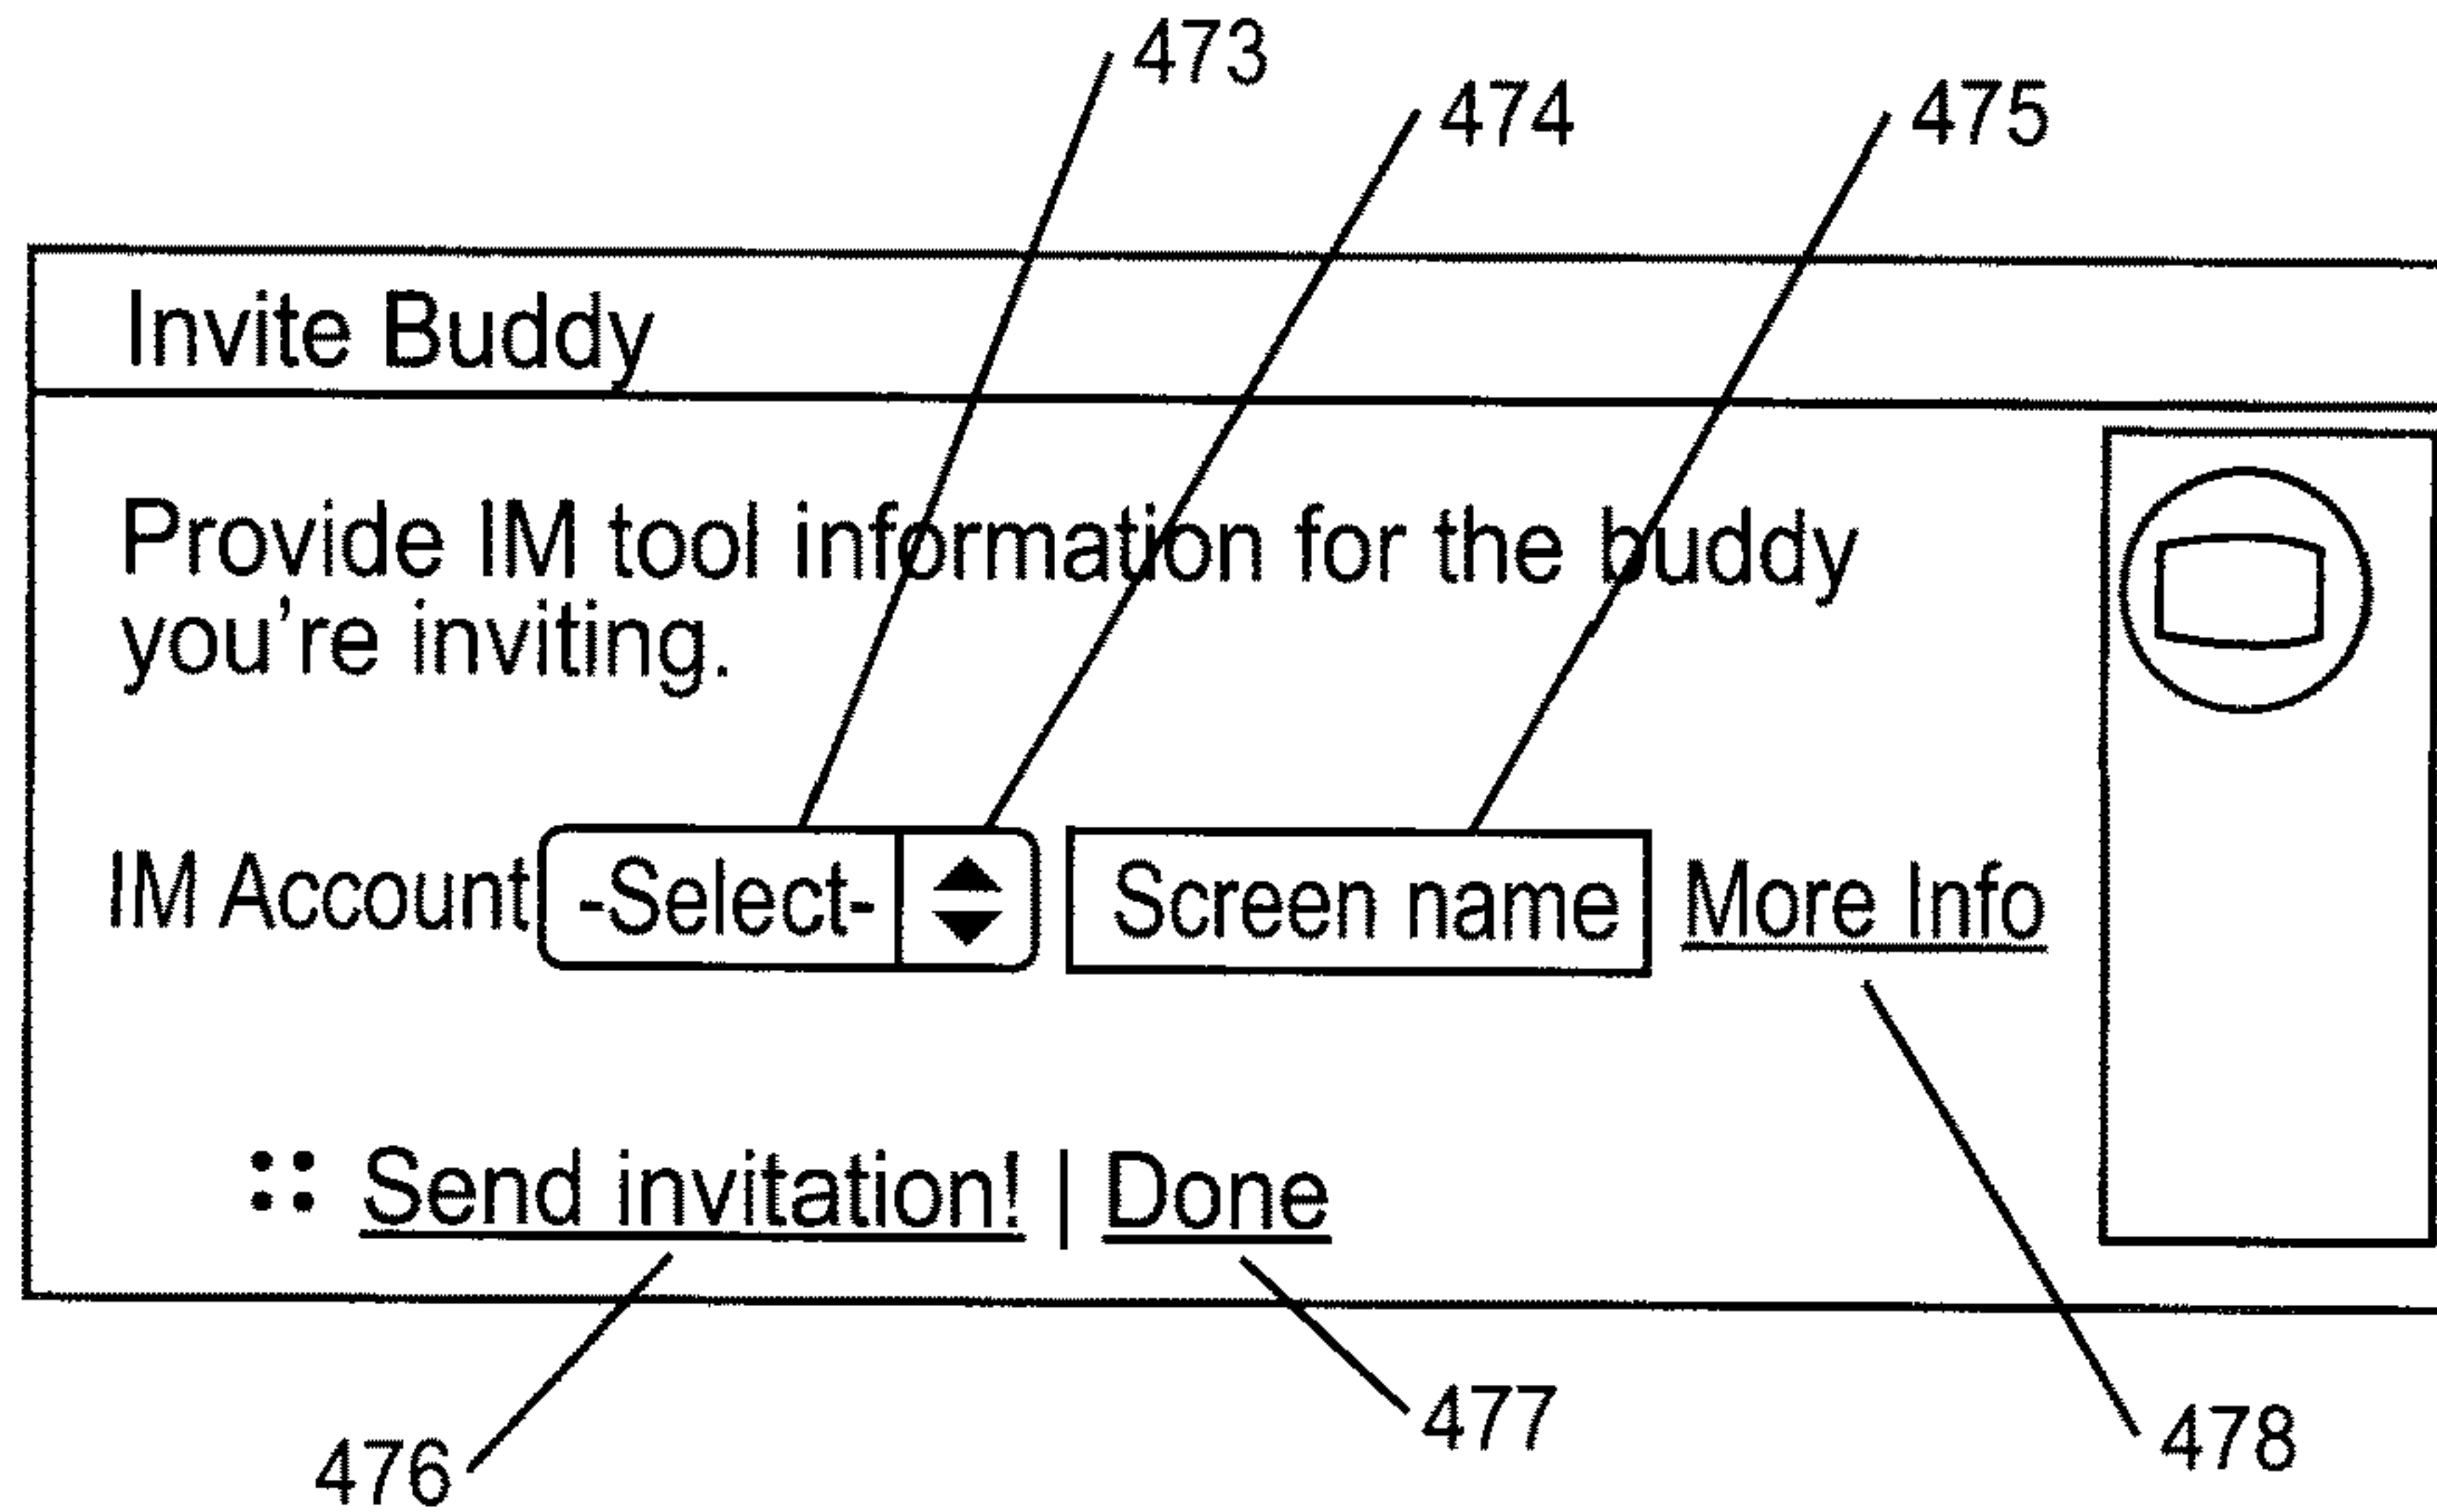 473
474
475
Invite Buddy
Provide IM tool information for the buddy
you're inviting.
IM Account -Select- Screen name More Info
Send invitation! | Done
476
477
478